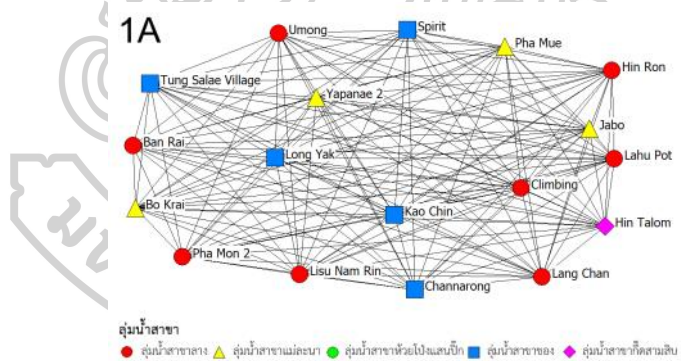 1A
Umong
Spirit
Pha Mue
Hin Ron
Tung Salae Village
Yapanae 2
Jabo
Ban Rai
Long Yak
Lahu Pot
Climbing
Bo Krai
Kao Chin
Hin Talom
Pha Mon 2
Lisu Nam Rin
Lang Chan
Channarong
ลุ่มน้ำสาขา
ลุ่มน้ำสาขาลาง ลุ่มน้ำสาขาแม่ละนา ลุ่มน้ำสาขาห้วยโป่งแสนปิ๊ก ลุ่มน้ำสาขาของ ลุ่มน้ำสาขากึ๊ดสามสิบ